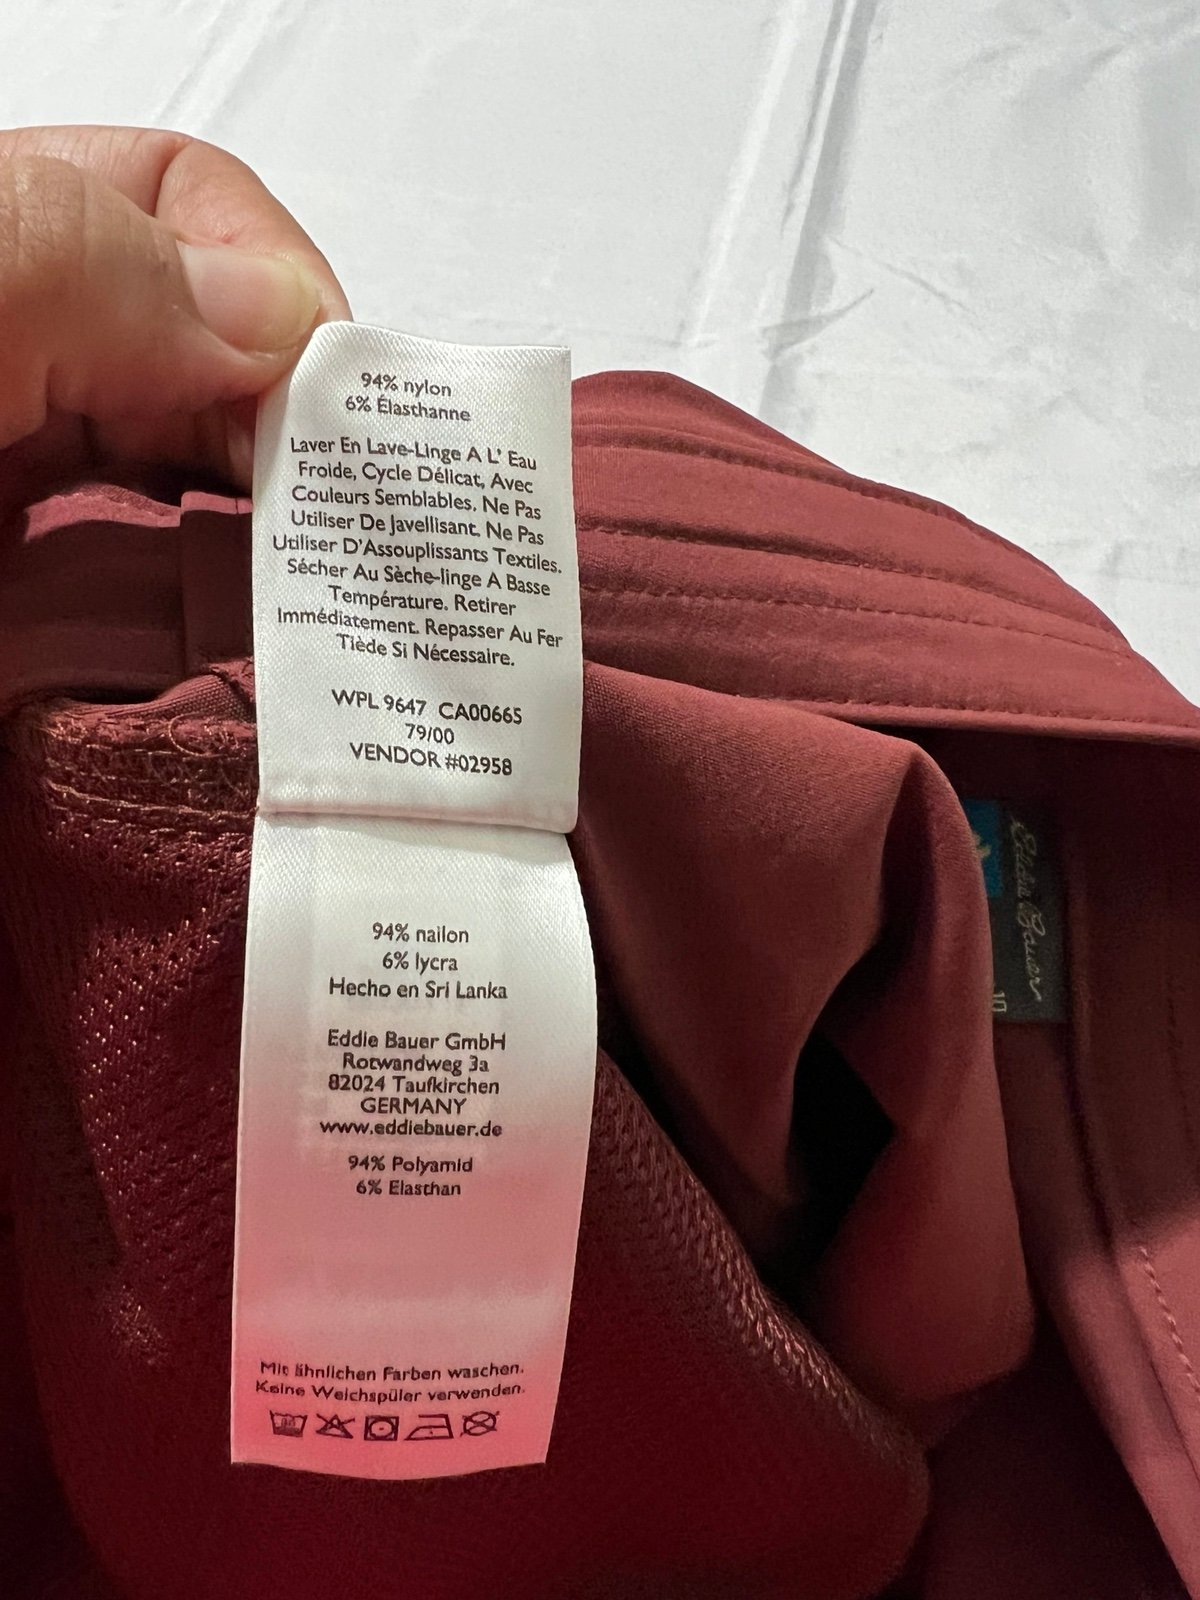 94% nylon
6% Élasthanne
Laver En Lave-Linge A L' Eau
Froide, Cycle Délicat, Avec
Couleurs Semblables. Ne Pas
Utiliser De Javellisant. Ne Pas
Utiliser D'Assouplissants Textiles.
Sécher Au Sèche-linge A Basse
Température. Retirer
Immédiatement. Repasser Au Fer
Tiède Si Nécessaire.
WPL 9647 CA00665
79/00
VENDOR #02958
94% nailon
6% lycra
Hecho en Sri Lanka
Eddie Bauer GmbH
Rotwandweg 3a
82024 Taufkirchen
GERMANY
www.eddiebauer.de
94% Polyamid
6% Elasthan
Mit ähnlichen Farben waschen.
Keine Weichspüler verwenden.
Eddie Bauer
10